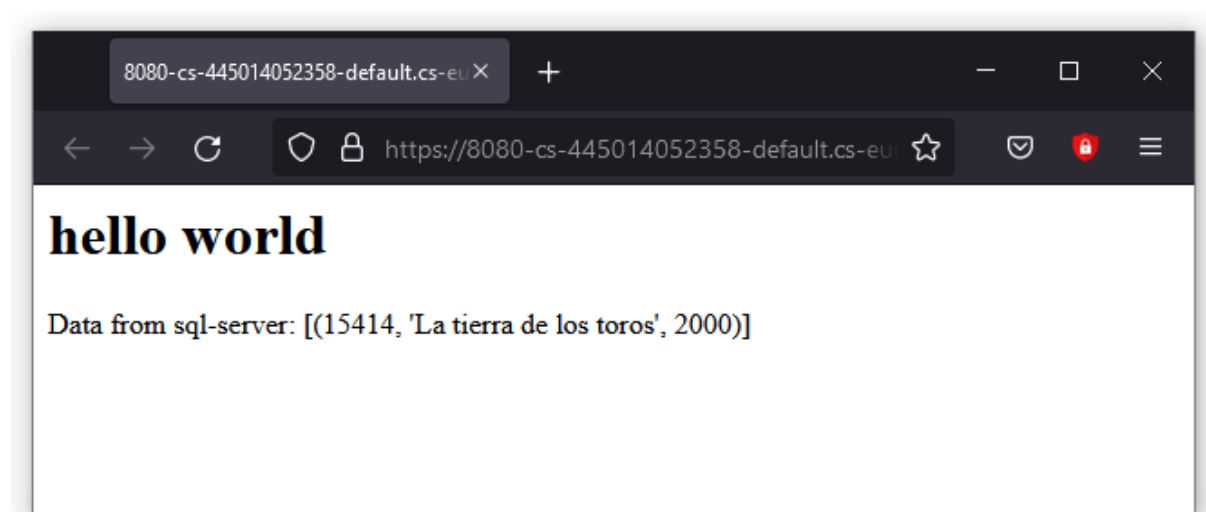 8080-cs-445014052358-default.cs-eu
https://8080-cs-445014052358-default.cs-eu
hello world
Data from sql-server: [(15414, 'La tierra de los toros', 2000)]